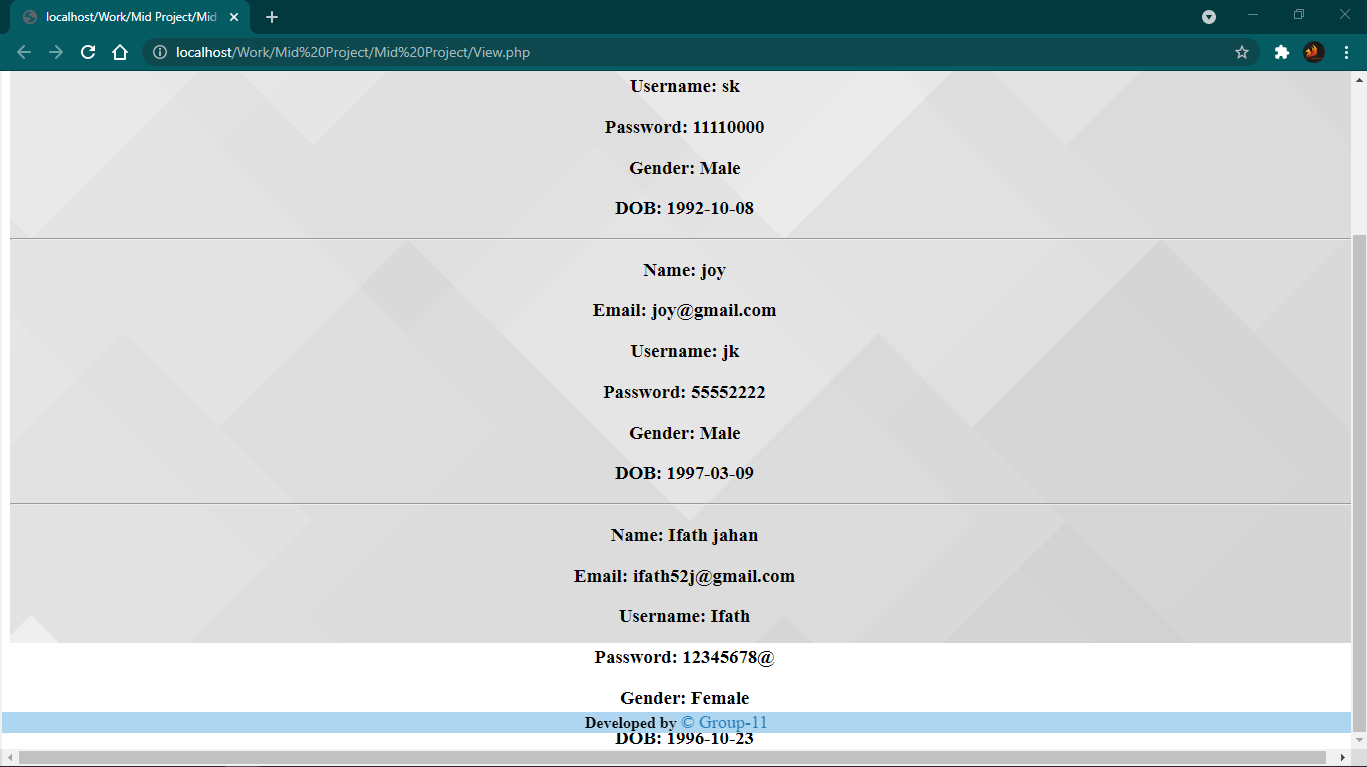 localhost/Work/Mid Project/Mid
localhost/Work/Mid%20Project/Mid%20Project/View.php
Username: sk
Password: 11110000
Gender: Male
DOB: 1992-10-08
Name: joy
Email: joy@gmail.com
Username: jk
Password: 55552222
Gender: Male
DOB: 1997-03-09
Name: Ifath jahan
Email: ifath52j@gmail.com
Username: Ifath
Password: 12345678@
Gender: Female
Developed by © Group-11
DOB: 1996-10-23